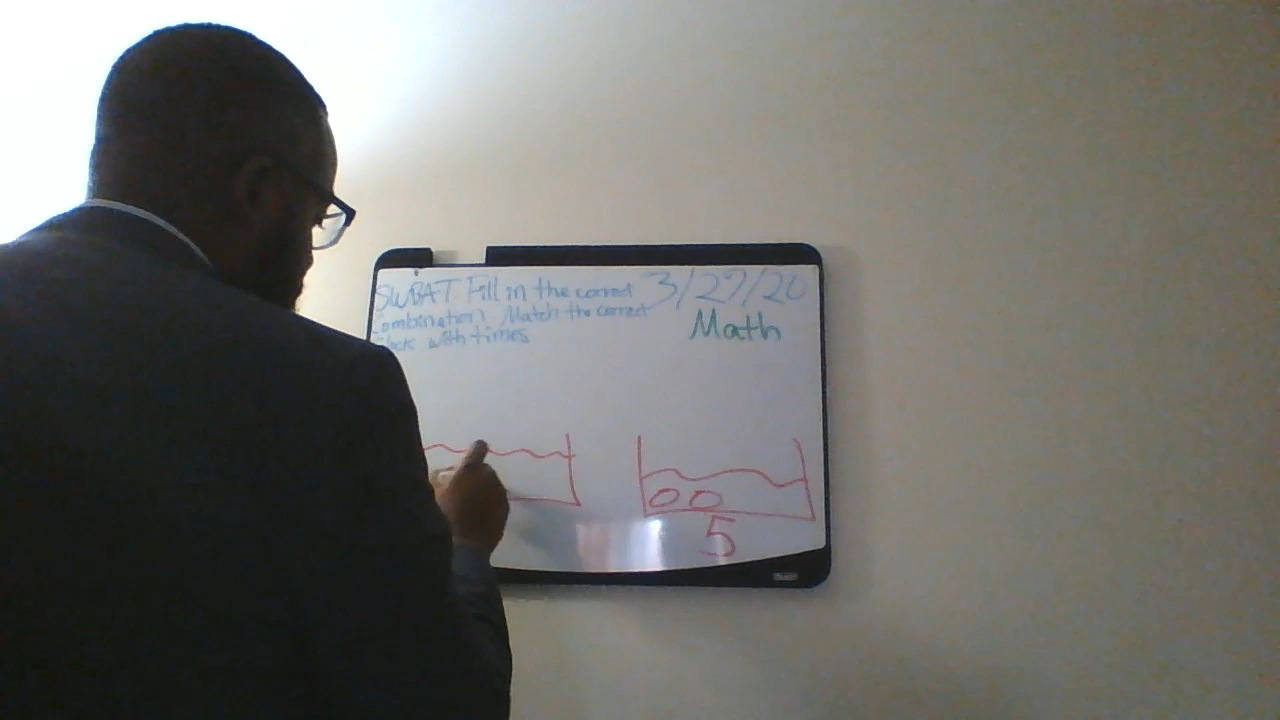 SWBAT Fill in the correct
Combination. Match the correct
clock with times
3/27/20
Math
5